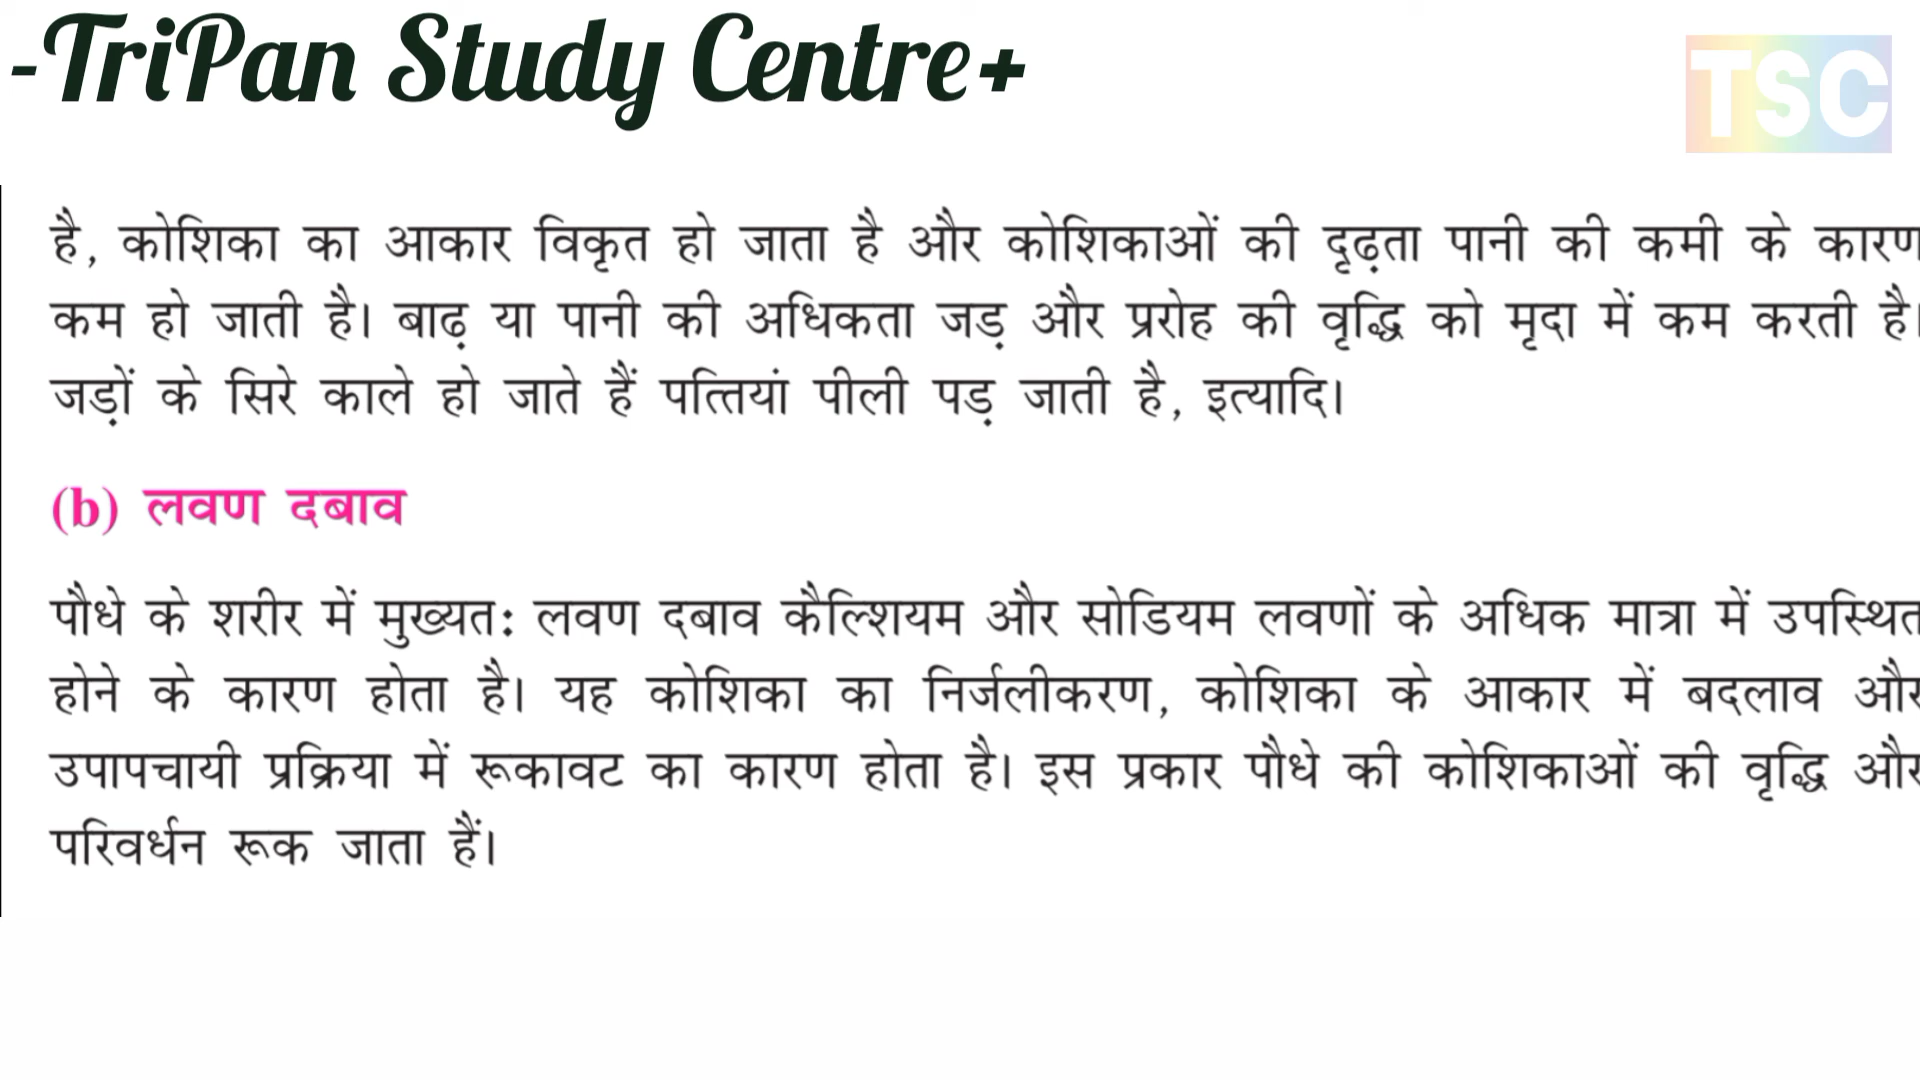 -TriPan Study Centre+
TSC
है, कोशिका का आकार विकृत हो जाता है और कोशिकाओं की दृढ़ता पानी की कमी के कारण
कम हो जाती है। बाढ़ या पानी की अधिकता जड़ और प्ररोह की वृद्धि को मृदा में कम करती है।
जड़ों के सिरे काले हो जाते हैं पत्तियां पीली पड़ जाती है, इत्यादि।
(b) लवण दबाव
पौधे के शरीर में मुख्यतः लवण दबाव कैल्शियम और सोडियम लवणों के अधिक मात्रा में उपस्थित
होने के कारण होता है। यह कोशिका का निर्जलीकरण, कोशिका के आकार में बदलाव और
उपापचायी प्रक्रिया में रूकावट का कारण होता है। इस प्रकार पौधे की कोशिकाओं की वृद्धि और
परिवर्धन रूक जाता हैं।